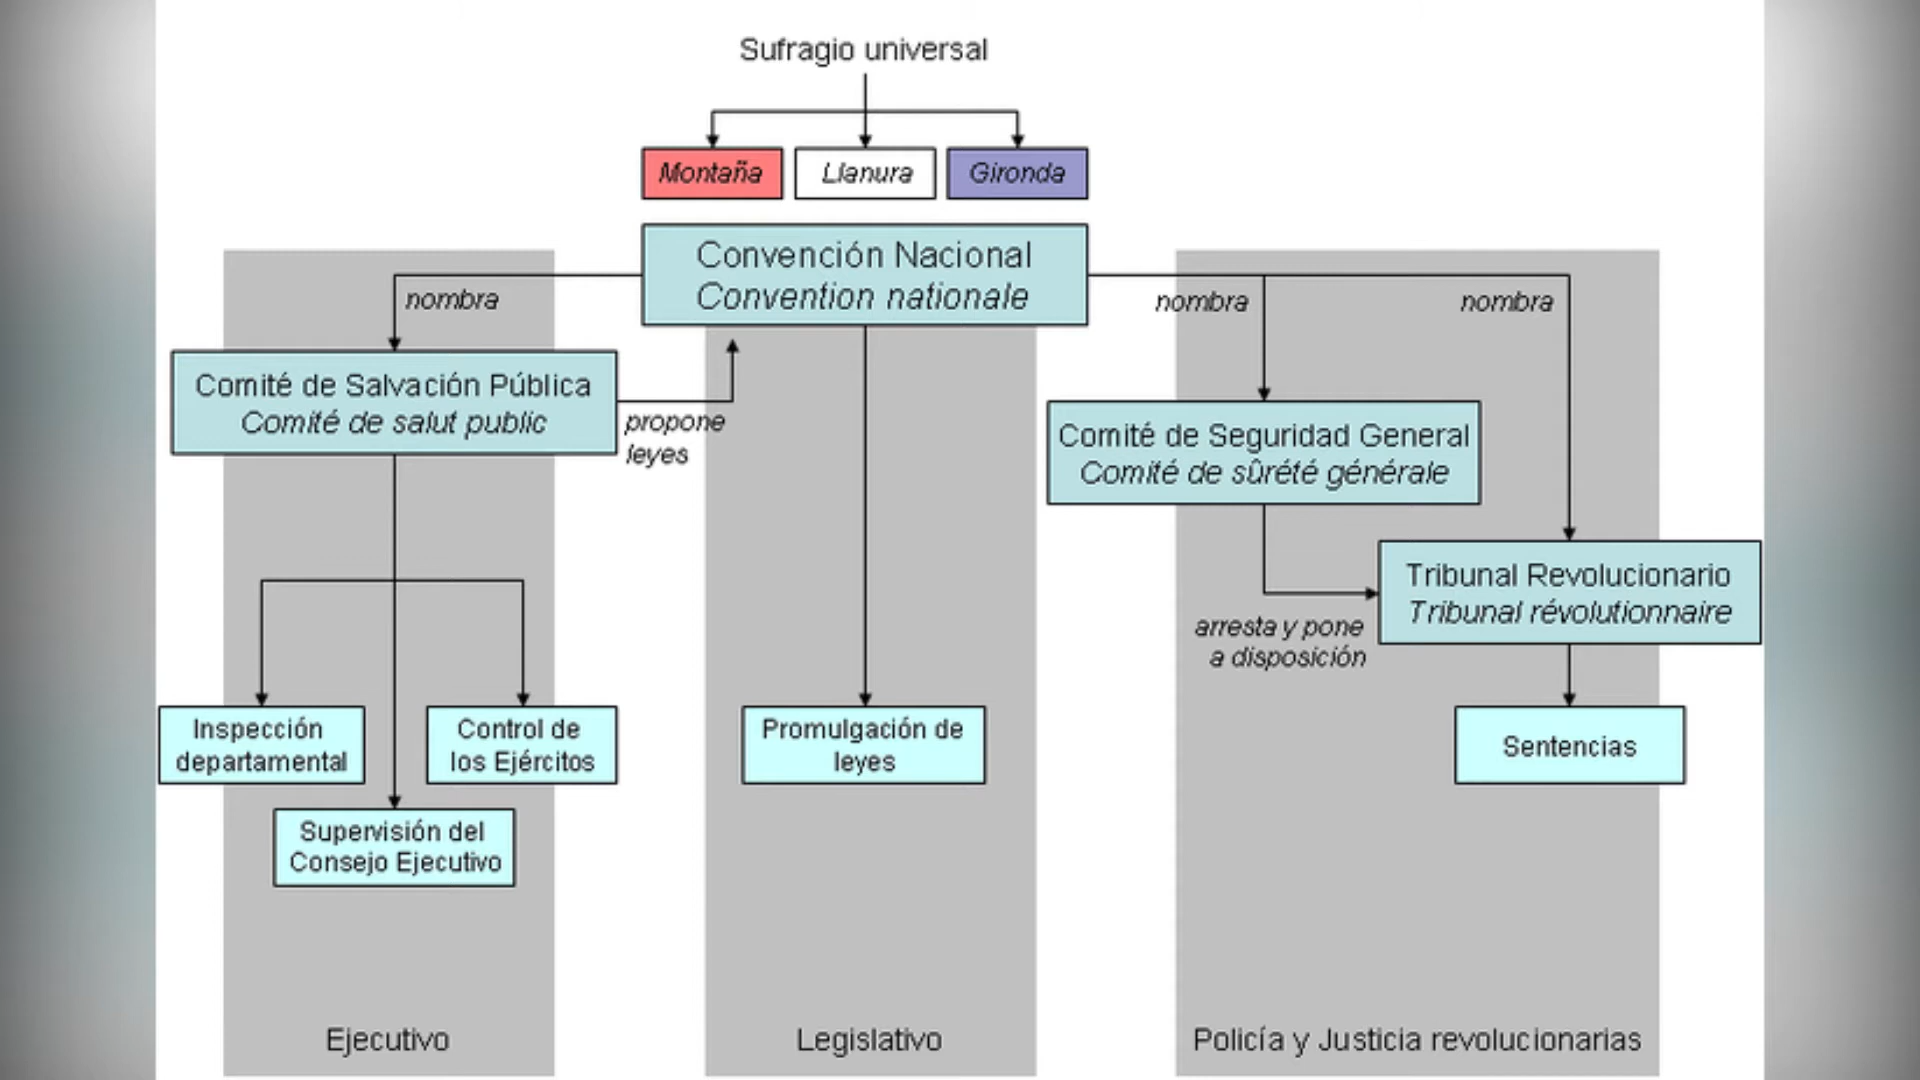 Sufragio universal
Montaña
Llanura
Gironda
Convención Nacional
Convention nationale
nombra
nombra
nombra
Comité de Salvación Pública
Comité de salut public
propone
leyes
Comité de Seguridad General
Comité de sûrété générale
Tribunal Revolucionario
Tribunal révolutionnaire
arresta y pone
a disposición
Inspección
departamental
Control de
los Ejércitos
Supervisión del
Consejo Ejecutivo
Promulgación de
leyes
Sentencias
Ejecutivo
Legislativo
Policía y Justicia revolucionarias